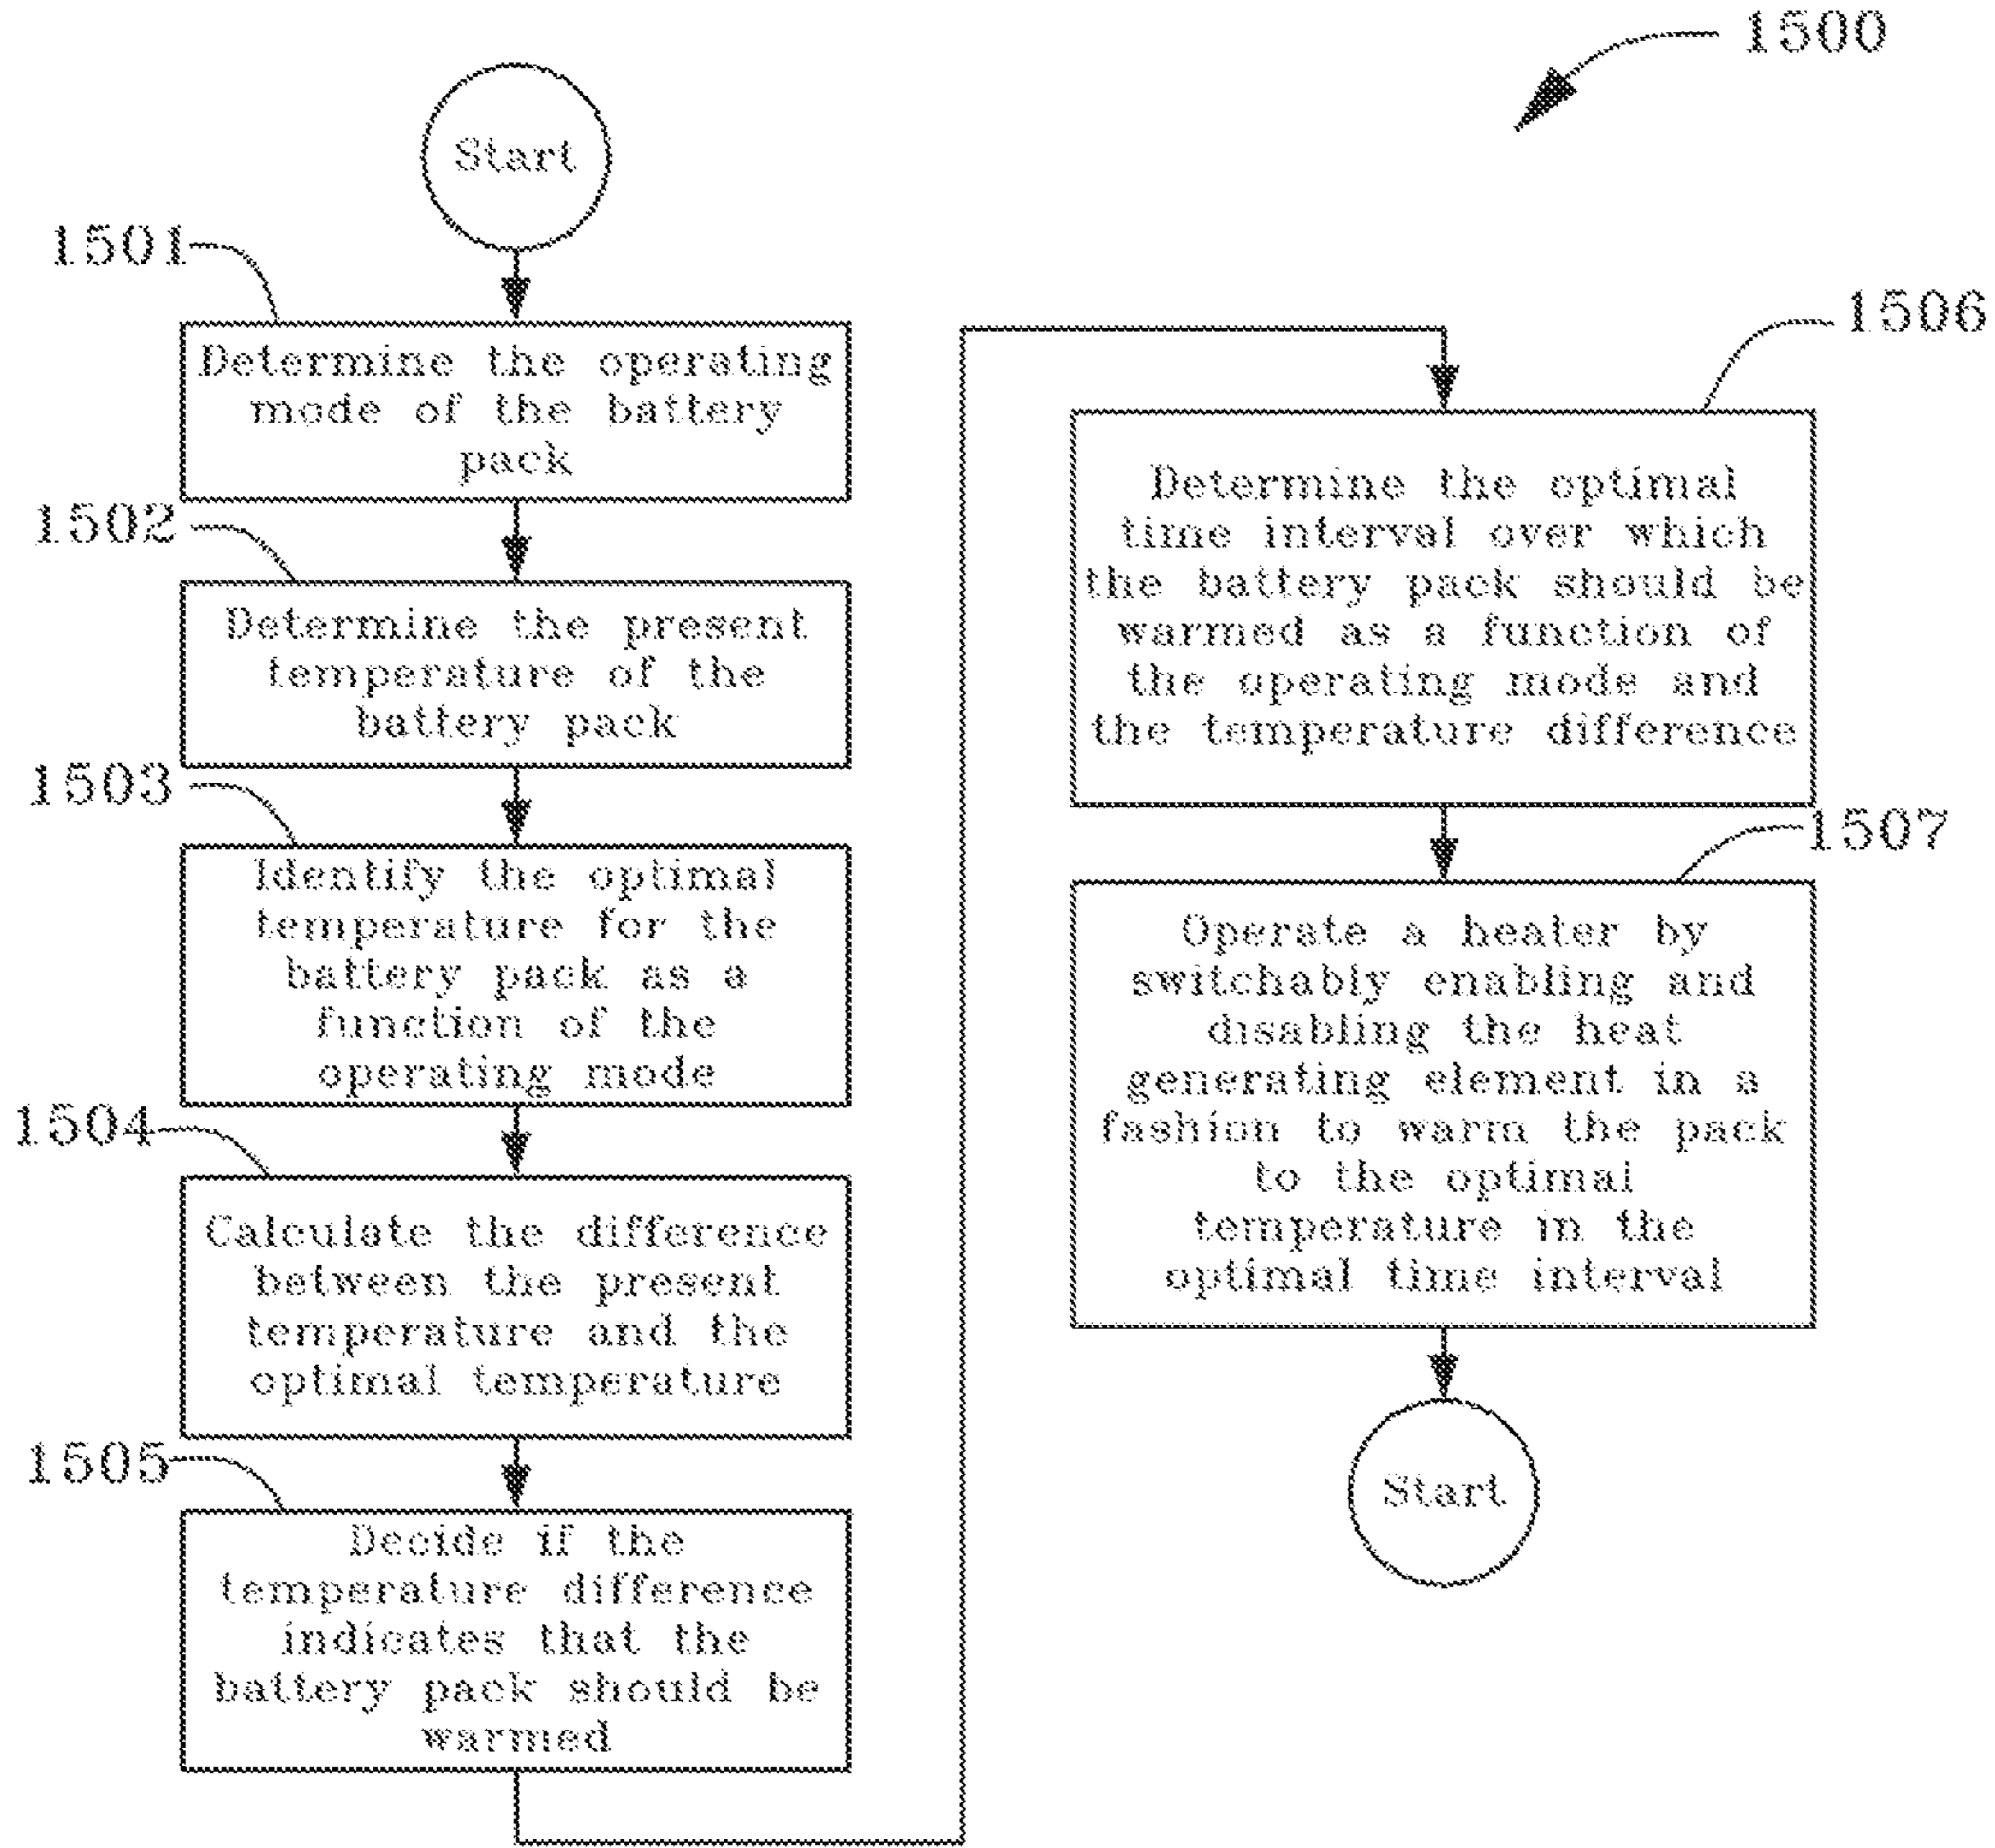 1500
Start
1501
Determine the operating
mode of the battery
pack
1502
Determine the present
temperature of the
battery pack
1503
Identify the optimal
temperature for the
battery pack as a
function of the
operating mode
1504
Calculate the difference
between the present
temperature and the
optimal temperature
1505
Decide if the
temperature difference
indicates that the
battery pack should be
warmed
1506
Determine the optimal
time interval over which
the battery pack should be
warmed as a function of
the operating mode and
the temperature difference
1507
Operate a heater by
switchably enabling and
disabling the heat
generating element in a
fashion to warm the pack
to the optimal
temperature in the
optimal time interval
Start